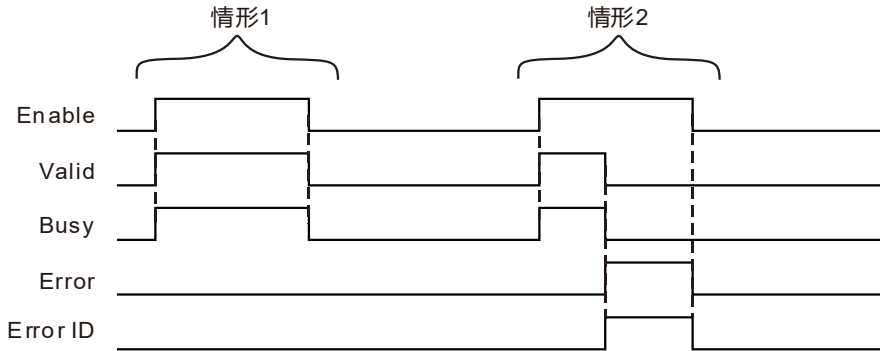 情形1 情形2
Enable
Valid
Busy
Error
Error ID